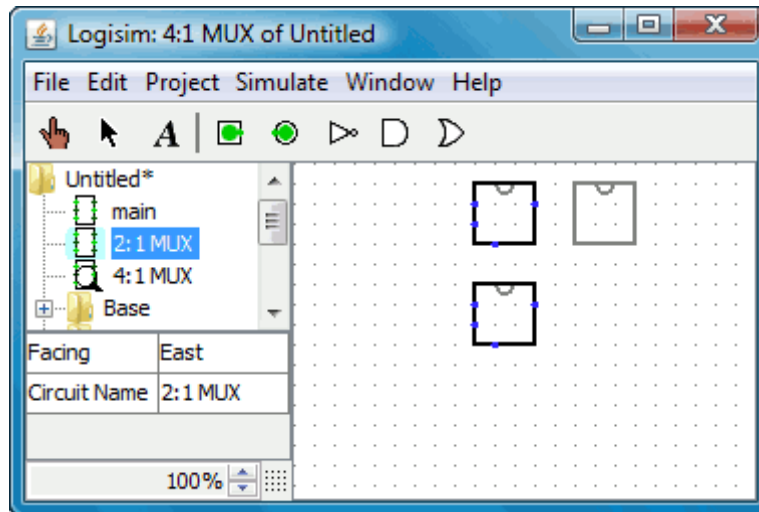 Logisim: 4:1 MUX of Untitled
File Edit Project Simulate Window Help
A
Untitled*
main
2:1 MUX
4:1 MUX
Base
Facing East
Circuit Name 2:1 MUX
100%